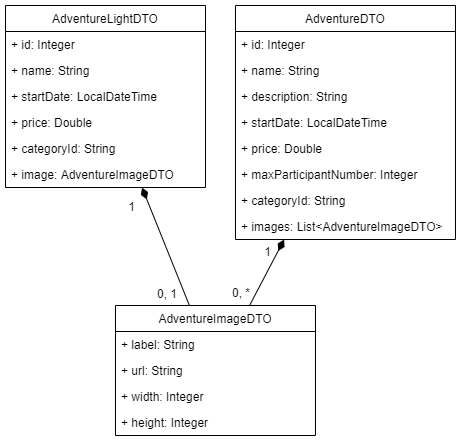 AdventureLightDTO
+ id: Integer
+ name: String
+ startDate: LocalDateTime
+ price: Double
+ categoryId: String
+ image: AdventureImageDTO
AdventureDTO
+ id: Integer
+ name: String
+ description: String
+ startDate: LocalDateTime
+ price: Double
+ maxParticipantNumber: Integer
+ categoryId: String
+ images: List<AdventureImageDTO>
1
1
0, 1
0, *
AdventureImageDTO
+ label: String
+ url: String
+ width: Integer
+ height: Integer